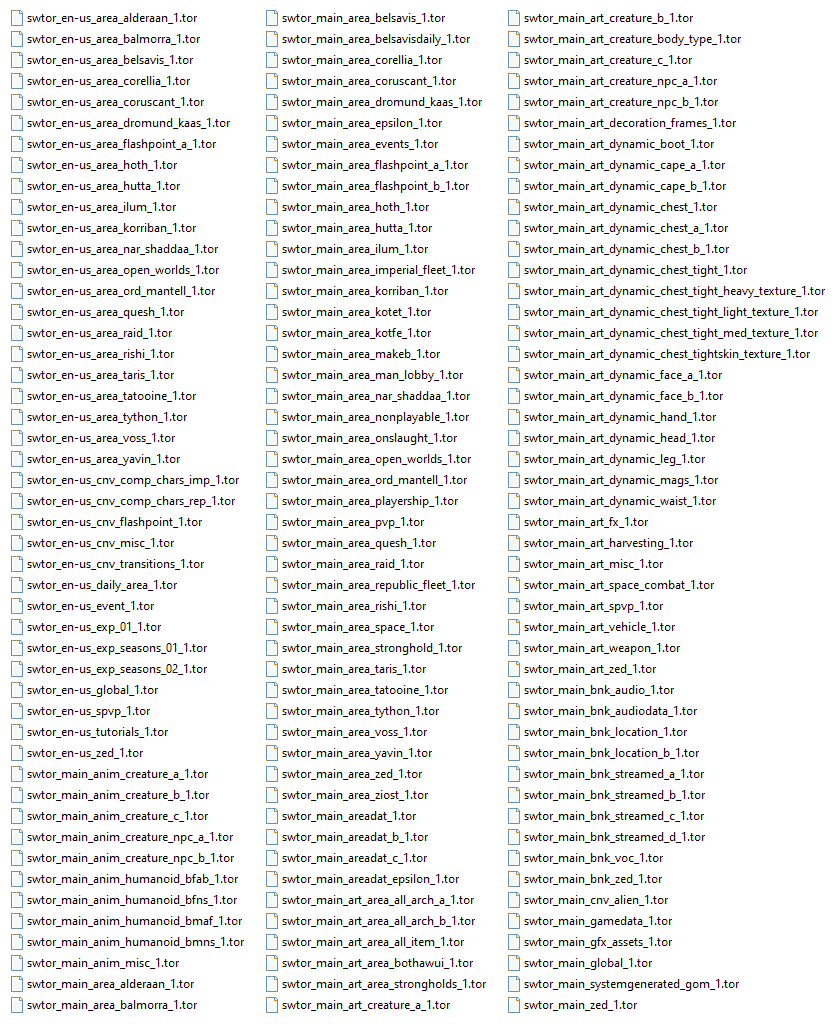 swtor_en-us_area_alderaan_1.tor
swtor_en-us_area_balmorra_1.tor
swtor_en-us_area_belsavis_1.tor
swtor_en-us_area_corellia_1.tor
swtor_en-us_area_coruscant_1.tor
swtor_en-us_area_dromund_kaas_1.tor
swtor_en-us_area_flashpoint_a_1.tor
swtor_en-us_area_hoth_1.tor
swtor_en-us_area_hutta_1.tor
swtor_en-us_area_ilum_1.tor
swtor_en-us_area_korriban_1.tor
swtor_en-us_area_nar_shaddaa_1.tor
swtor_en-us_area_open_worlds_1.tor
swtor_en-us_area_ord_mantell_1.tor
swtor_en-us_area_quesh_1.tor
swtor_en-us_area_raid_1.tor
swtor_en-us_area_rishi_1.tor
swtor_en-us_area_taris_1.tor
swtor_en-us_area_tatooine_1.tor
swtor_en-us_area_tython_1.tor
swtor_en-us_area_voss_1.tor
swtor_en-us_area_yavin_1.tor
swtor_en-us_cnv_comp_chars_imp_1.tor
swtor_en-us_cnv_comp_chars_rep_1.tor
swtor_en-us_cnv_flashpoint_1.tor
swtor_en-us_cnv_misc_1.tor
swtor_en-us_cnv_transitions_1.tor
swtor_en-us_daily_area_1.tor
swtor_en-us_event_1.tor
swtor_en-us_exp_01_1.tor
swtor_en-us_exp_seasons_01_1.tor
swtor_en-us_exp_seasons_02_1.tor
swtor_en-us_global_1.tor
swtor_en-us_spvp_1.tor
swtor_en-us_tutorials_1.tor
swtor_en-us_zed_1.tor
swtor_main_anim_creature_a_1.tor
swtor_main_anim_creature_b_1.tor
swtor_main_anim_creature_c_1.tor
swtor_main_anim_creature_npc_a_1.tor
swtor_main_anim_creature_npc_b_1.tor
swtor_main_anim_humanoid_bfab_1.tor
swtor_main_anim_humanoid_bfns_1.tor
swtor_main_anim_humanoid_bmaf_1.tor
swtor_main_anim_humanoid_bmns_1.tor
swtor_main_anim_misc_1.tor
swtor_main_area_alderaan_1.tor
swtor_main_area_balmorra_1.tor
swtor_main_area_belsavis_1.tor
swtor_main_area_belsavisdaily_1.tor
swtor_main_area_corellia_1.tor
swtor_main_area_coruscant_1.tor
swtor_main_area_dromund_kaas_1.tor
swtor_main_area_epsilon_1.tor
swtor_main_area_events_1.tor
swtor_main_area_flashpoint_a_1.tor
swtor_main_area_flashpoint_b_1.tor
swtor_main_area_hoth_1.tor
swtor_main_area_hutta_1.tor
swtor_main_area_ilum_1.tor
swtor_main_area_imperial_fleet_1.tor
swtor_main_area_korriban_1.tor
swtor_main_area_kotet_1.tor
swtor_main_area_kotfe_1.tor
swtor_main_area_makeb_1.tor
swtor_main_area_man_lobby_1.tor
swtor_main_area_nar_shaddaa_1.tor
swtor_main_area_nonplayable_1.tor
swtor_main_area_onslaught_1.tor
swtor_main_area_open_worlds_1.tor
swtor_main_area_ord_mantell_1.tor
swtor_main_area_playership_1.tor
swtor_main_area_pvp_1.tor
swtor_main_area_quesh_1.tor
swtor_main_area_raid_1.tor
swtor_main_area_republic_fleet_1.tor
swtor_main_area_rishi_1.tor
swtor_main_area_space_1.tor
swtor_main_area_stronghold_1.tor
swtor_main_area_taris_1.tor
swtor_main_area_tatooine_1.tor
swtor_main_area_tython_1.tor
swtor_main_area_voss_1.tor
swtor_main_area_yavin_1.tor
swtor_main_area_zed_1.tor
swtor_main_area_ziost_1.tor
swtor_main_areadat_1.tor
swtor_main_areadat_b_1.tor
swtor_main_areadat_c_1.tor
swtor_main_areadat_epsilon_1.tor
swtor_main_art_area_all_arch_a_1.tor
swtor_main_art_area_all_arch_b_1.tor
swtor_main_art_area_all_item_1.tor
swtor_main_art_area_bothawui_1.tor
swtor_main_art_area_strongholds_1.tor
swtor_main_art_creature_a_1.tor
swtor_main_art_creature_b_1.tor
swtor_main_art_creature_body_type_1.tor
swtor_main_art_creature_c_1.tor
swtor_main_art_creature_npc_a_1.tor
swtor_main_art_creature_npc_b_1.tor
swtor_main_art_decoration_frames_1.tor
swtor_main_art_dynamic_boot_1.tor
swtor_main_art_dynamic_cape_a_1.tor
swtor_main_art_dynamic_cape_b_1.tor
swtor_main_art_dynamic_chest_1.tor
swtor_main_art_dynamic_chest_a_1.tor
swtor_main_art_dynamic_chest_b_1.tor
swtor_main_art_dynamic_chest_tight_1.tor
swtor_main_art_dynamic_chest_tight_heavy_texture_1.tor
swtor_main_art_dynamic_chest_tight_light_texture_1.tor
swtor_main_art_dynamic_chest_tight_med_texture_1.tor
swtor_main_art_dynamic_chest_tightskin_texture_1.tor
swtor_main_art_dynamic_face_a_1.tor
swtor_main_art_dynamic_face_b_1.tor
swtor_main_art_dynamic_hand_1.tor
swtor_main_art_dynamic_head_1.tor
swtor_main_art_dynamic_leg_1.tor
swtor_main_art_dynamic_mags_1.tor
swtor_main_art_dynamic_waist_1.tor
swtor_main_art_fx_1.tor
swtor_main_art_harvesting_1.tor
swtor_main_art_misc_1.tor
swtor_main_art_space_combat_1.tor
swtor_main_art_spvp_1.tor
swtor_main_art_vehicle_1.tor
swtor_main_art_weapon_1.tor
swtor_main_art_zed_1.tor
swtor_main_bnk_audio_1.tor
swtor_main_bnk_audiodata_1.tor
swtor_main_bnk_location_1.tor
swtor_main_bnk_location_b_1.tor
swtor_main_bnk_streamed_a_1.tor
swtor_main_bnk_streamed_b_1.tor
swtor_main_bnk_streamed_c_1.tor
swtor_main_bnk_streamed_d_1.tor
swtor_main_bnk_voc_1.tor
swtor_main_bnk_zed_1.tor
swtor_main_cnv_alien_1.tor
swtor_main_gamedata_1.tor
swtor_main_gfx_assets_1.tor
swtor_main_global_1.tor
swtor_main_systemgenerated_gom_1.tor
swtor_main_zed_1.tor